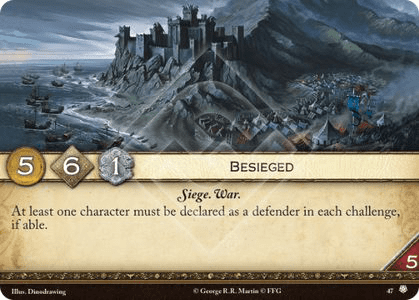 5 6 1 Besieged
Siege. War.
At least one character must be declared as a defender in each challenge,
if able.
5
Illus. Dinodrawing © George R.R. Martin © FFG 47